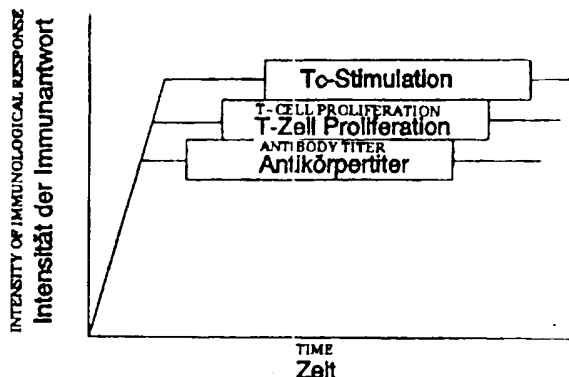 INTENSITY OF IMMUNOLOGICAL RESPONSE
Intensität der Immunantwort
Tc-Stimulation
T-CELL PROLIFERATION
T-Zell Proliferation
ANTIBODY TITER
Antikörpertiter
TIME
Zeit